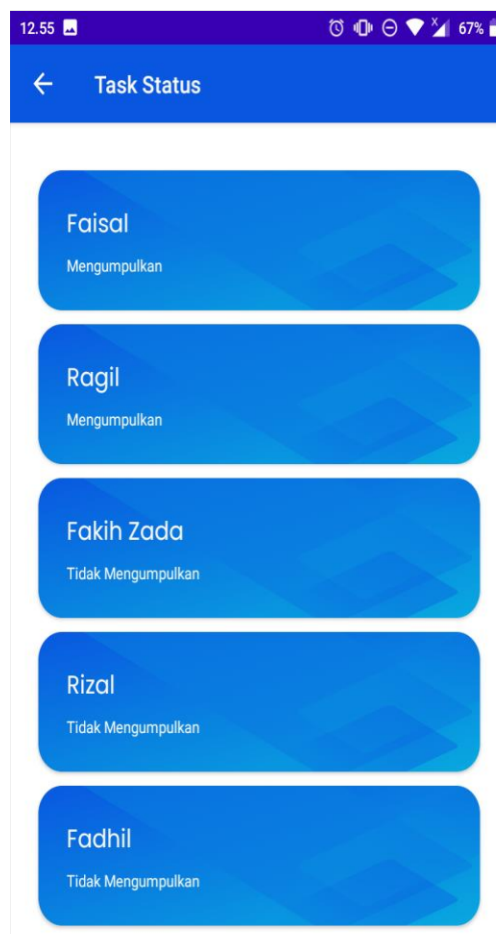 12.55 67%
Task Status
Faisal
Mengumpulkan
Ragil
Mengumpulkan
Fakih Zada
Tidak Mengumpulkan
Rizal
Tidak Mengumpulkan
Fadhil
Tidak Mengumpulkan